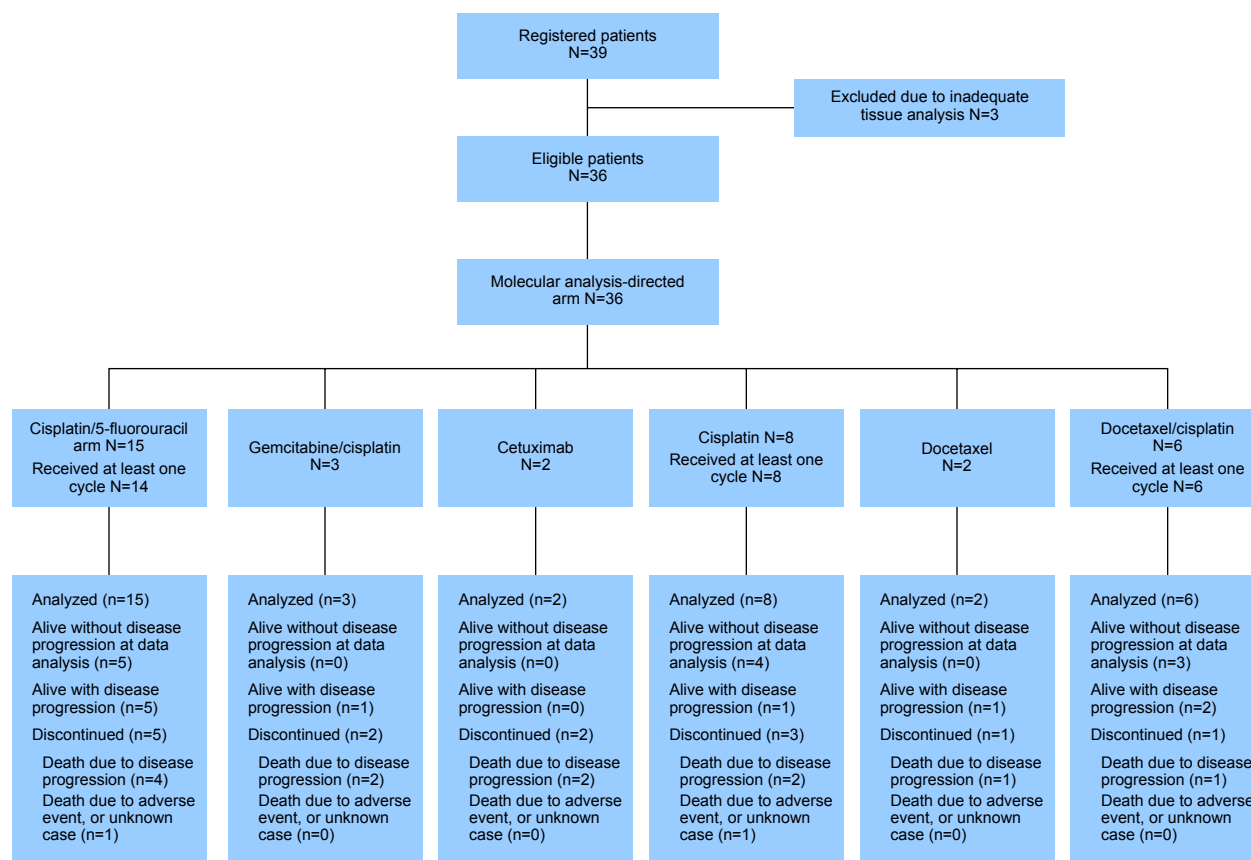 Registered patients
N=39
Excluded due to inadequate
tissue analysis N=3
Eligible patients
N=36
Molecular analysis-directed
arm N=36
Cisplatin/5-fluorouracil
arm N=15
Received at least one
cycle N=14
Gemcitabine/cisplatin
N=3
Cetuximab
N=2
Cisplatin N=8
Received at least one
cycle N=8
Docetaxel
N=2
Docetaxel/cisplatin
N=6
Received at least one
cycle N=6
Analyzed (n=15)
Alive without disease
progression at data
analysis (n=5)
Alive with disease
progression (n=5)
Discontinued (n=5)
Death due to disease
progression (n=4)
Death due to adverse
event, or unknown
case (n=1)
Analyzed (n=3)
Alive without disease
progression at data
analysis (n=0)
Alive with disease
progression (n=1)
Discontinued (n=2)
Death due to disease
progression (n=2)
Death due to adverse
event, or unknown
case (n=0)
Analyzed (n=2)
Alive without disease
progression at data
analysis (n=0)
Alive with disease
progression (n=0)
Discontinued (n=2)
Death due to disease
progression (n=2)
Death due to adverse
event, or unknown
case (n=0)
Analyzed (n=8)
Alive without disease
progression at data
analysis (n=4)
Alive with disease
progression (n=1)
Discontinued (n=3)
Death due to disease
progression (n=2)
Death due to adverse
event, or unknown
case (n=1)
Analyzed (n=2)
Alive without disease
progression at data
analysis (n=0)
Alive with disease
progression (n=1)
Discontinued (n=1)
Death due to disease
progression (n=1)
Death due to adverse
event, or unknown
case (n=0)
Analyzed (n=6)
Alive without disease
progression at data
analysis (n=3)
Alive with disease
progression (n=2)
Discontinued (n=1)
Death due to disease
progression (n=1)
Death due to adverse
event, or unknown
case (n=0)